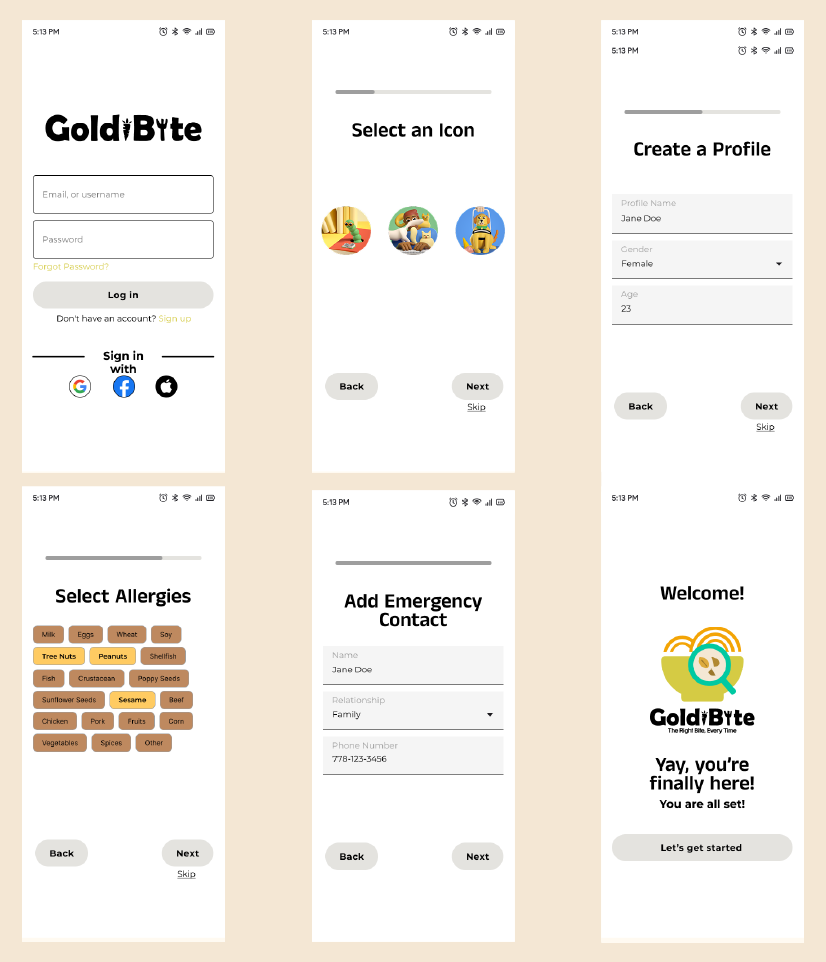 5:13 PM
GoldiBite
Email, or username
Password
Forgot Password?
Log in
Don't have an account? Sign up
Sign in
with
5:13 PM
Select an Icon
Back
Next
Skip
5:13 PM
5:13 PM
Create a Profile
Profile Name
Jane Doe
Gender
Female
Age
23
Back
Next
Skip
5:13 PM
Select Allergies
Milk Eggs Wheat Soy
Tree Nuts Peanuts Shellfish
Fish Crustacean Poppy Seeds
Sunflower Seeds Sesame Beef
Chicken Pork Fruits Corn
Vegetables Spices Other
Back
Next
Skip
5:13 PM
Add Emergency
Contact
Name
Jane Doe
Relationship
Family
Phone Number
778-123-3456
Back
Next
5:13 PM
Welcome!
GoldiBite
The Right Bite, Every Time
Yay, you're
finally here!
You are all set!
Let's get started